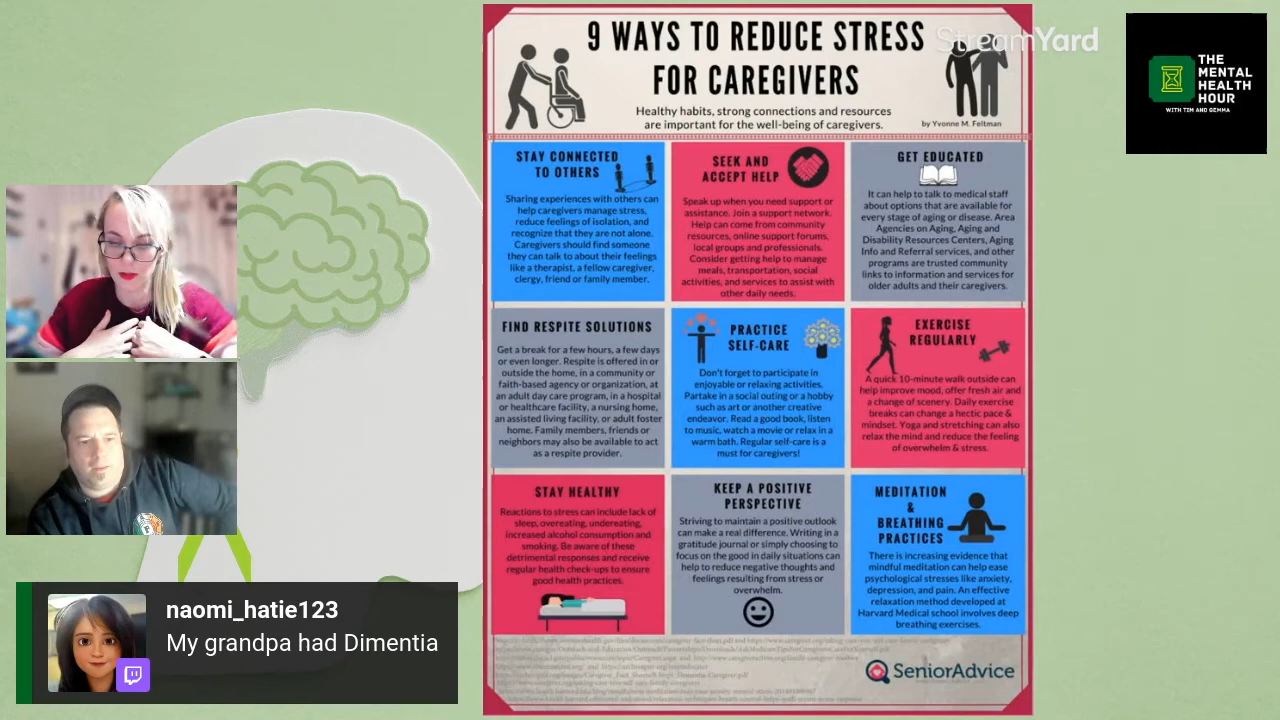 9 WAYS TO REDUCE STRESS
FOR CAREGIVERS
Healthy habits, strong connections and resources
are important for the well-being of caregivers.
by Yvonne M. Feltman
StreamYard
THE
MENTAL
HEALTH
HOUR
WITH TIM AND GEMMA
STAY CONNECTED
TO OTHERS
Sharing experiences with others can
help caregivers manage stress,
reduce feelings of isolation, and
recognize that they are not alone.
Caregivers should find someone
they can talk to about their feelings
like a therapist, a fellow caregiver,
clergy, friend or family member.
SEEK AND
ACCEPT HELP
Speak up when you need support or
assistance. Join a support network.
Help can come from community
resources, online support forums,
local groups and professionals.
Consider getting help to manage
meals, transportation, social
activities, and services to assist with
other daily needs.
GET EDUCATED
It can help to talk to medical staff
about options that are available for
every stage of aging or disease. Area
Agencies on Aging, Aging and
Disability Resources Centers, Aging
Info and Referral services, and other
programs are trusted community
links to information and services for
older adults and their caregivers.
FIND RESPITE SOLUTIONS
Get a break for a few hours, a few days
or even longer. Respite is offered in or
outside the home, in a community or
faith-based agency or organization, at
an adult day care program, in a hospital
or healthcare facility, a nursing home,
an assisted living facility, or adult foster
home. Family members, friends or
neighbors may also be available to act
as a respite provider.
PRACTICE
SELF-CARE
Don't forget to participate in
enjoyable or relaxing activities.
Partake in a social outing or a hobby
such as art or another creative
endeavor. Read a good book, listen
to music, watch a movie or relax in a
warm bath. Regular self-care is a
must for caregivers!
EXERCISE
REGULARLY
A quick 10-minute walk outside can
help improve mood, offer fresh air and
a change of scenery. Daily exercise
breaks can change a hectic pace &
mindset. Yoga and stretching can also
relax the mind and reduce the feeling
of overwhelm & stress.
STAY HEALTHY
Reactions to stress can include lack of
sleep, overeating, undereating,
increased alcohol consumption and
smoking. Be aware of these
detrimental responses and receive
regular health check-ups to ensure
good health practices.
KEEP A POSITIVE
PERSPECTIVE
Striving to maintain a positive outlook
can make a real difference. Writing in a
gratitude journal or simply choosing to
focus on the good in daily situations can
help to reduce negative thoughts and
feelings resulting from stress or
overwhelm.
MEDITATION
&
BREATHING
PRACTICES
There is increasing evidence that
mindful meditation can help ease
psychological stresses like anxiety,
depression, and pain. An effective
relaxation method developed at
Harvard Medical school involves deep
breathing exercises.
SeniorAdvice
naomi_hatie123
My grandpa had Dimentia